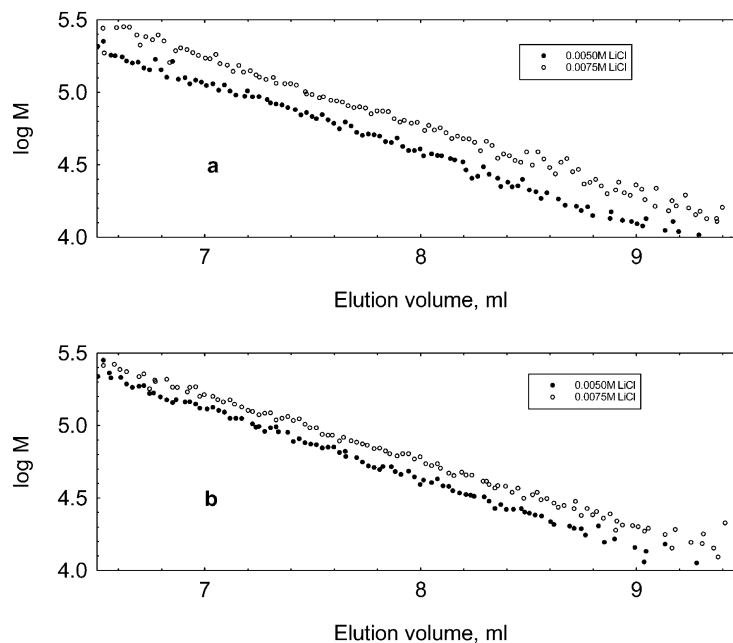 5.5
5.0
4.5
4.0
log M
0.0050M LiCl
0.0075M LiCl
a
7
8
9
Elution volume, ml
5.5
5.0
4.5
4.0
log M
0.0050M LiCl
0.0075M LiCl
b
7
8
9
Elution volume, ml